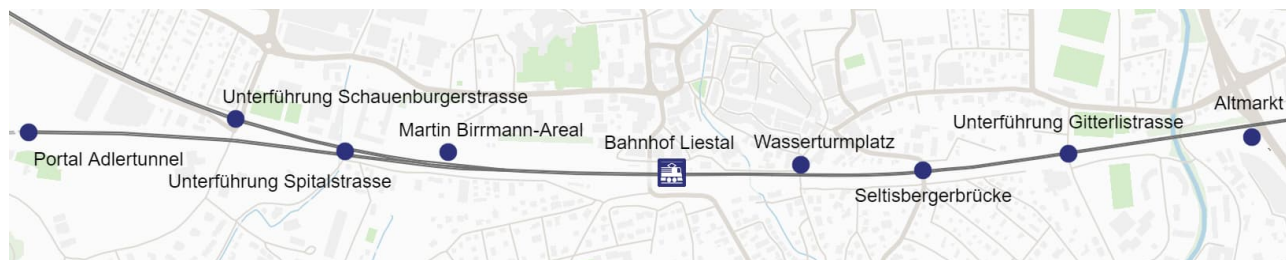 Unterführung Schauenburgerstrasse
Portal Adlertunnel
Martin Birrmann-Areal
Unterführung Spitalstrasse
Bahnhof Liestal
Wasserturmplatz
Seltisbergerbrücke
Unterführung Gitterlistrasse
Altmarkt